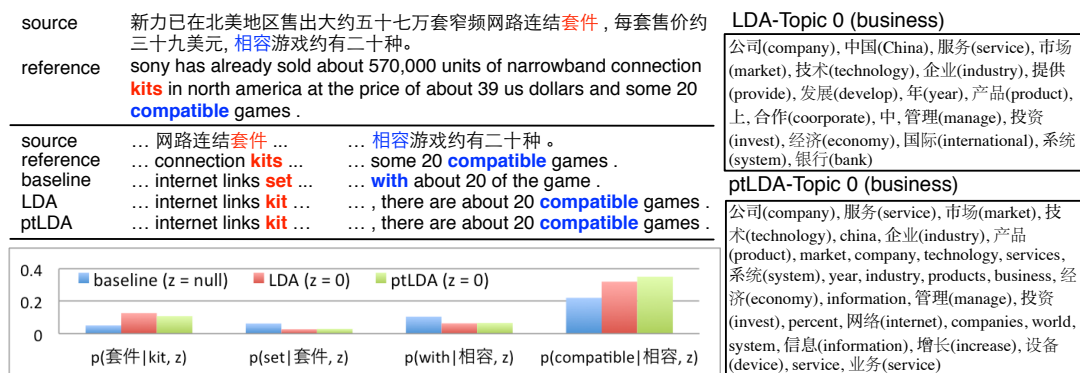 source 新力已在北美地区售出大约五十七万套窄频网路连结套件 , 每套售价约
三十九美元, 相容游戏约有二十种。
reference sony has already sold about 570,000 units of narrowband connection
kits in north america at the price of about 39 us dollars and some 20
compatible games .
source … 网路连结套件 … … 相容游戏约有二十种 。
reference … connection kits … … some 20 compatible games .
baseline … internet links set … … with about 20 of the game .
LDA … internet links kit … … , there are about 20 compatible games .
ptLDA … internet links kit … … , there are about 20 compatible games .
0.4
baseline (z = null) LDA (z = 0) ptLDA (z = 0)
0.2
0
p(套件|kit, z) p(set|套件, z) p(with|相容, z) p(compatible|相容, z)
LDA-Topic 0 (business)
公司(company), 中国(China), 服务(service), 市场
(market), 技术(technology), 企业(industry), 提供
(provide), 发展(develop), 年(year), 产品(product),
上, 合作(coorporate), 中, 管理(manage), 投资
(invest), 经济(economy), 国际(international), 系统
(system), 银行(bank)
ptLDA-Topic 0 (business)
公司(company), 服务(service), 市场(market), 技
术(technology), china, 企业(industry), 产品
(product), market, company, technology, services,
系统(system), year, industry, products, business, 经
济(economy), information, 管理(manage), 投资
(invest), percent, 网络(internet), companies, world,
system, 信息(information), 增长(increase), 设备
(device), service, 业务(service)